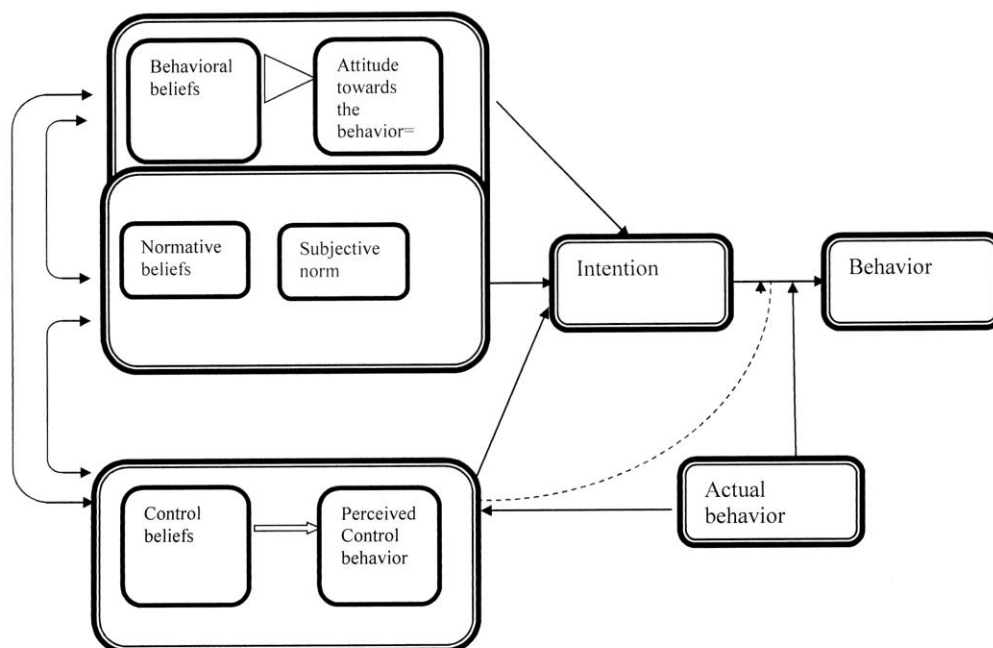 Behavioral
beliefs
Attitude
towards
the
behavior=
Normative
beliefs
Subjective
norm
Intention
Behavior
Control
beliefs
Perceived
Control
behavior
Actual
behavior